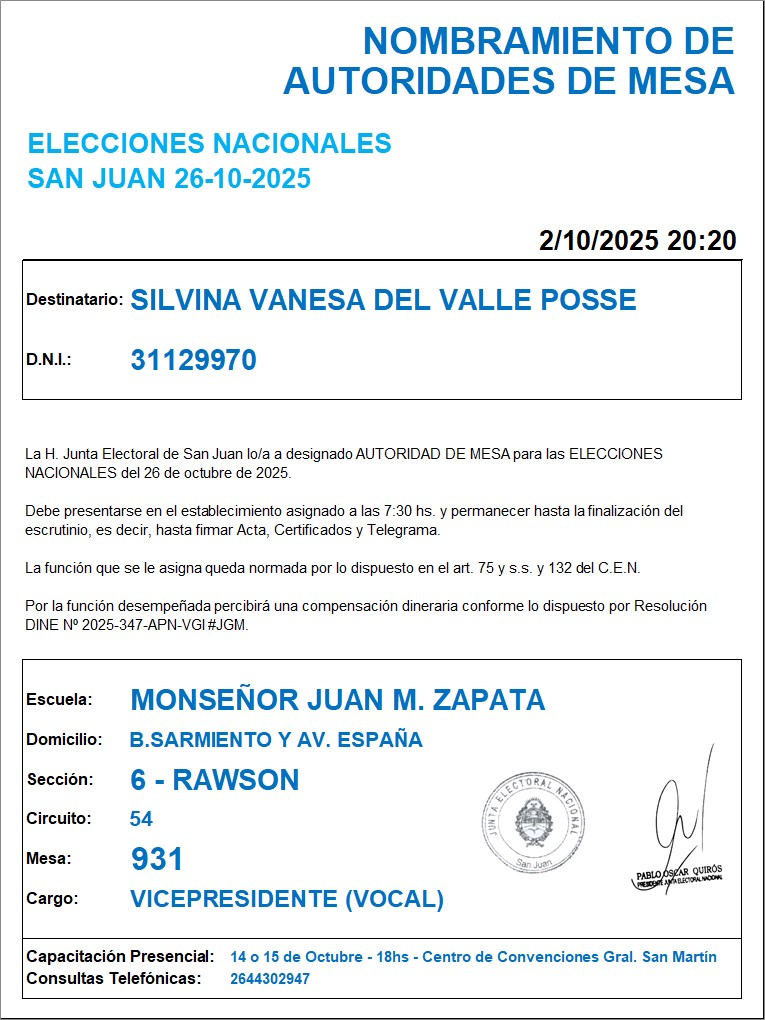 NOMBRAMIENTO DE
AUTORIDADES DE MESA
ELECCIONES NACIONALES
SAN JUAN 26-10-2025
2/10/2025 20:20
Destinatario: SILVINA VANESA DEL VALLE POSSE
D.N.I.: 31129970
La H. Junta Electoral de San Juan lo/a a designado AUTORIDAD DE MESA para las ELECCIONES
NACIONALES del 26 de octubre de 2025.
Debe presentarse en el establecimiento asignado a las 7:30 hs. y permanecer hasta la finalización del
escrutinio, es decir, hasta firmar Acta, Certificados y Telegrama.
La función que se le asigna queda normada por lo dispuesto en el art. 75 y s.s. y 132 del C.E.N.
Por la función desempeñada percibirá una compensación dineraria conforme lo dispuesto por Resolución
DINE Nº 2025-347-APN-VGI#JGM.
Escuela: MONSEÑOR JUAN M. ZAPATA
Domicilio: B.SARMIENTO Y AV. ESPAÑA
Sección: 6 - RAWSON
Circuito: 54
Mesa: 931
Cargo: VICEPRESIDENTE (VOCAL)
JUNTA ELECTORAL NACIONAL
San Juan
PABLO OSCAR QUIRÓS
PRESIDENTE JUNTA ELECTORAL NACIONAL
Capacitación Presencial: 14 o 15 de Octubre - 18hs - Centro de Convenciones Gral. San Martín
Consultas Telefónicas: 2644302947